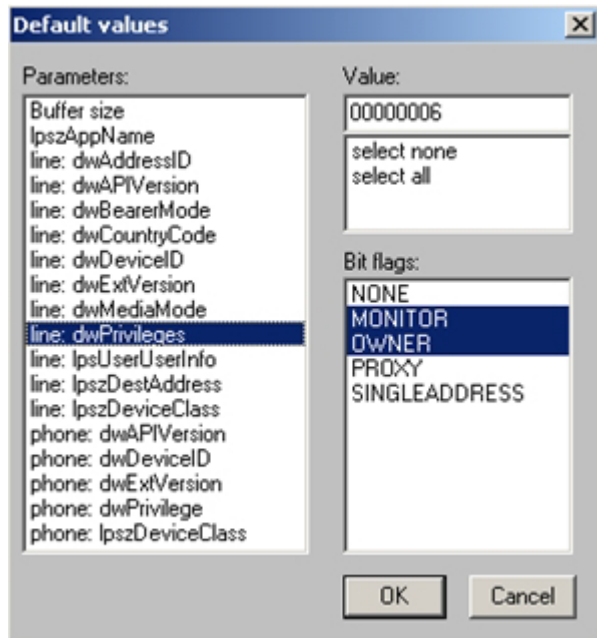 Default values
Parameters:
Buffer size
lpszAppName
line: dwAddressID
line: dwAPIVersion
line: dwBearerMode
line: dwCountryCode
line: dwDeviceID
line: dwExtVersion
line: dwMediaMode
line: dwPrivileges
line: lpsUserUserInfo
line: lpszDestAddress
line: lpszDeviceClass
phone: dwAPIVersion
phone: dwDeviceID
phone: dwExtVersion
phone: dwPrivilege
phone: lpszDeviceClass
Value:
00000006
select none
select all
Bit flags:
NONE
MONITOR
OWNER
PROXY
SINGLEADDRESS
OK
Cancel